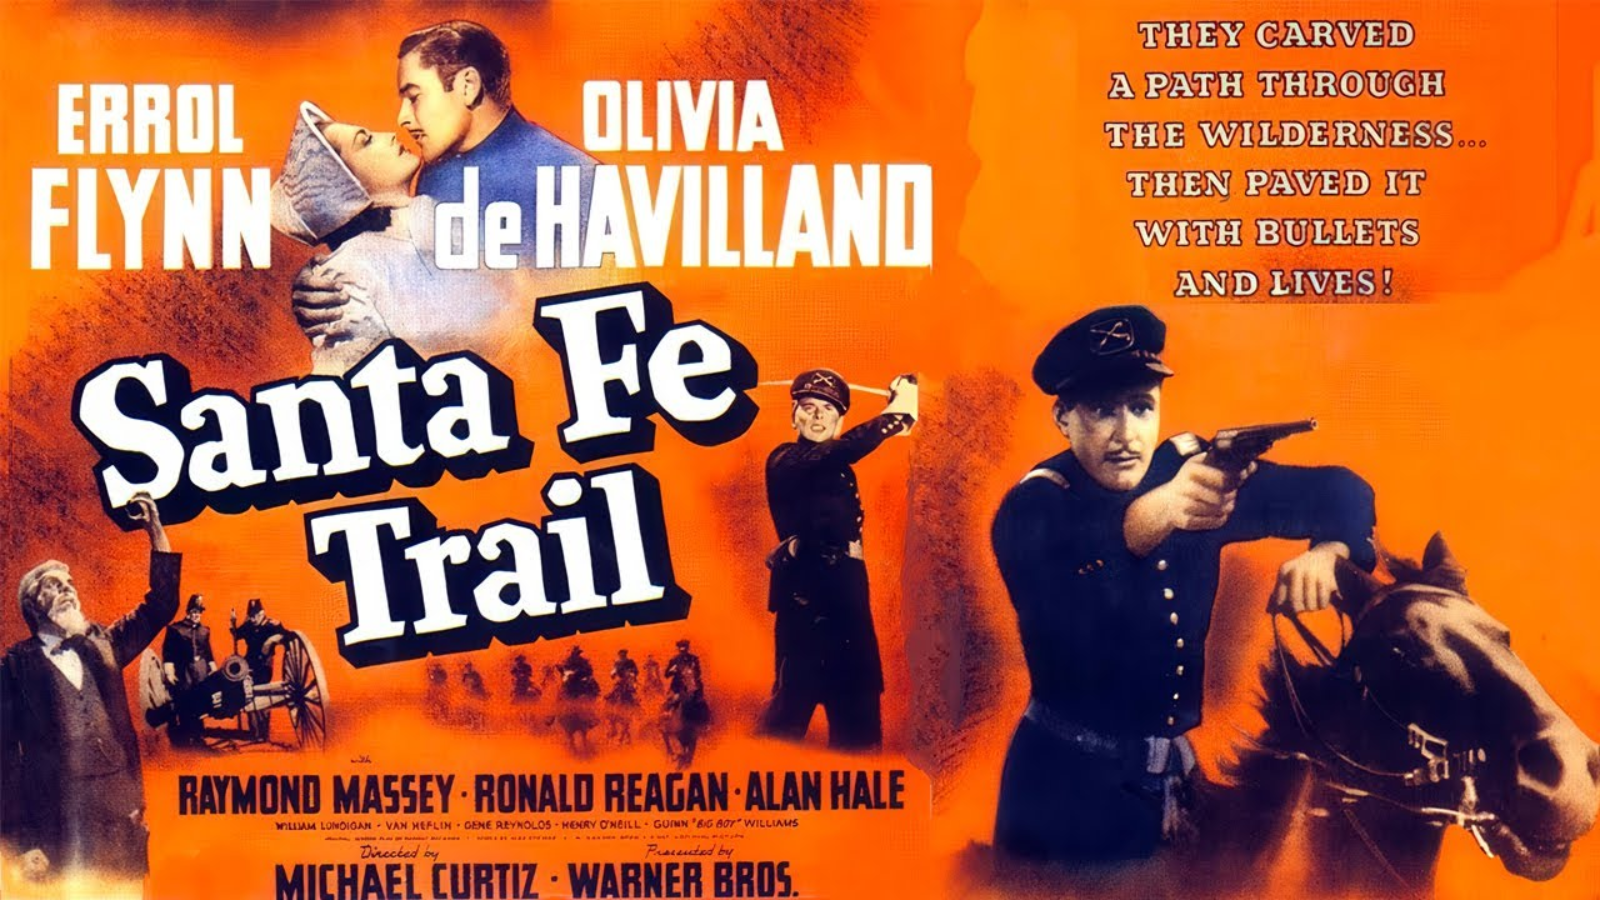 ERROL
FLYNN
OLIVIA
de HAVILLAND
Santa Fe
Trail
THEY CARVED
A PATH THROUGH
THE WILDERNESS...
THEN PAVED IT
WITH BULLETS
AND LIVES!
with
RAYMOND MASSEY · RONALD REAGAN · ALAN HALE
WILLIAM LUNDIGAN · VAN HEFLIN · GENE REYNOLDS · HENRY O'NEILL · GUINN "BIG BOY" WILLIAMS
Directed by
Presented by
MICHAEL CURTIZ · WARNER BROS.